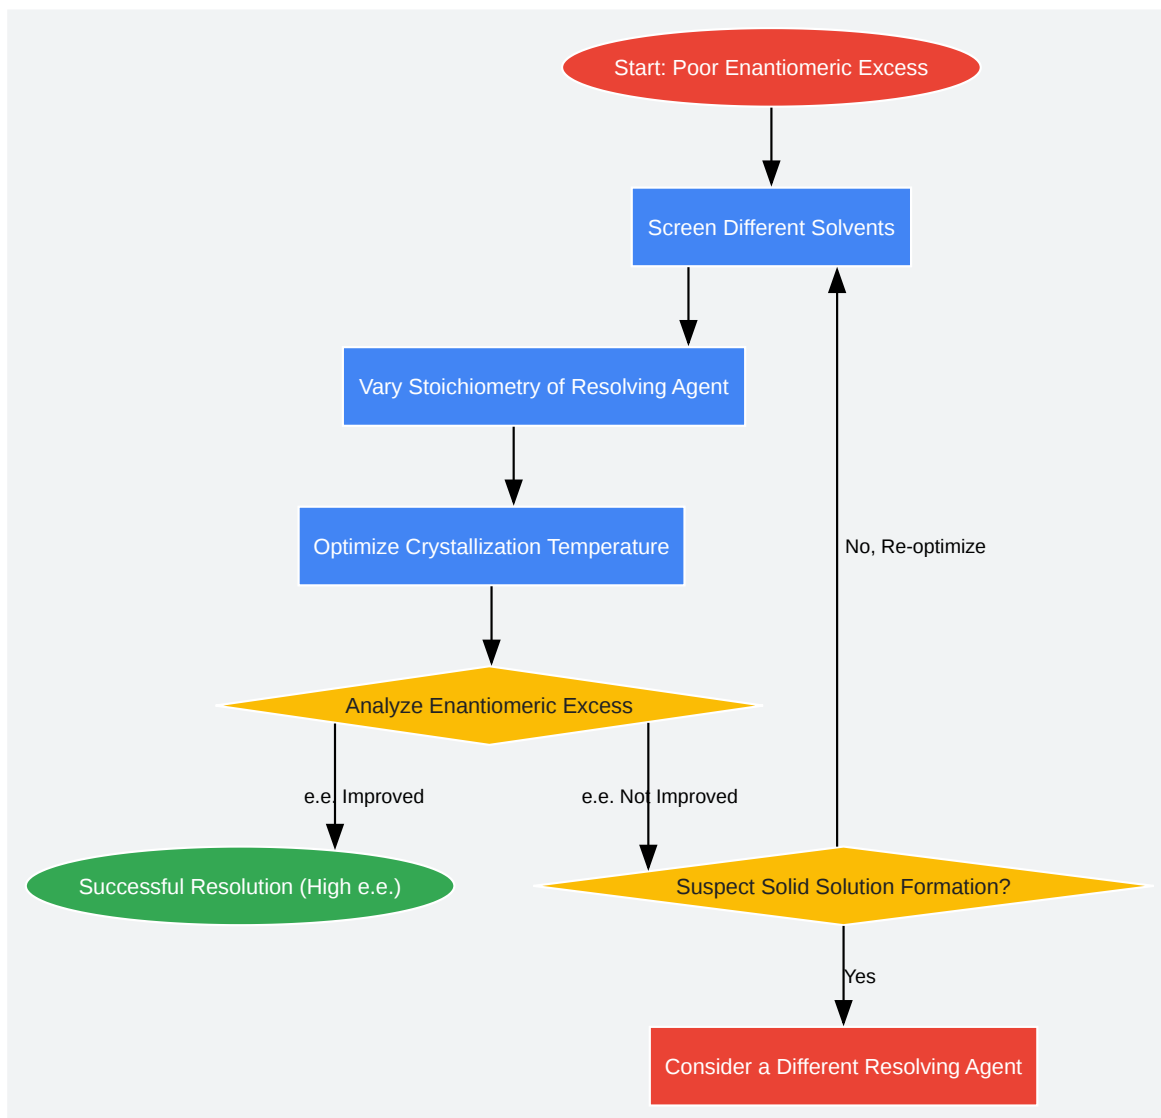 Start: Poor Enantiomeric Excess
Screen Different Solvents
Vary Stoichiometry of Resolving Agent
Optimize Crystallization Temperature
No, Re-optimize
Analyze Enantiomeric Excess
e.e. Improved
e.e. Not Improved
Successful Resolution (High e.e.)
Suspect Solid Solution Formation?
Yes
Consider a Different Resolving Agent